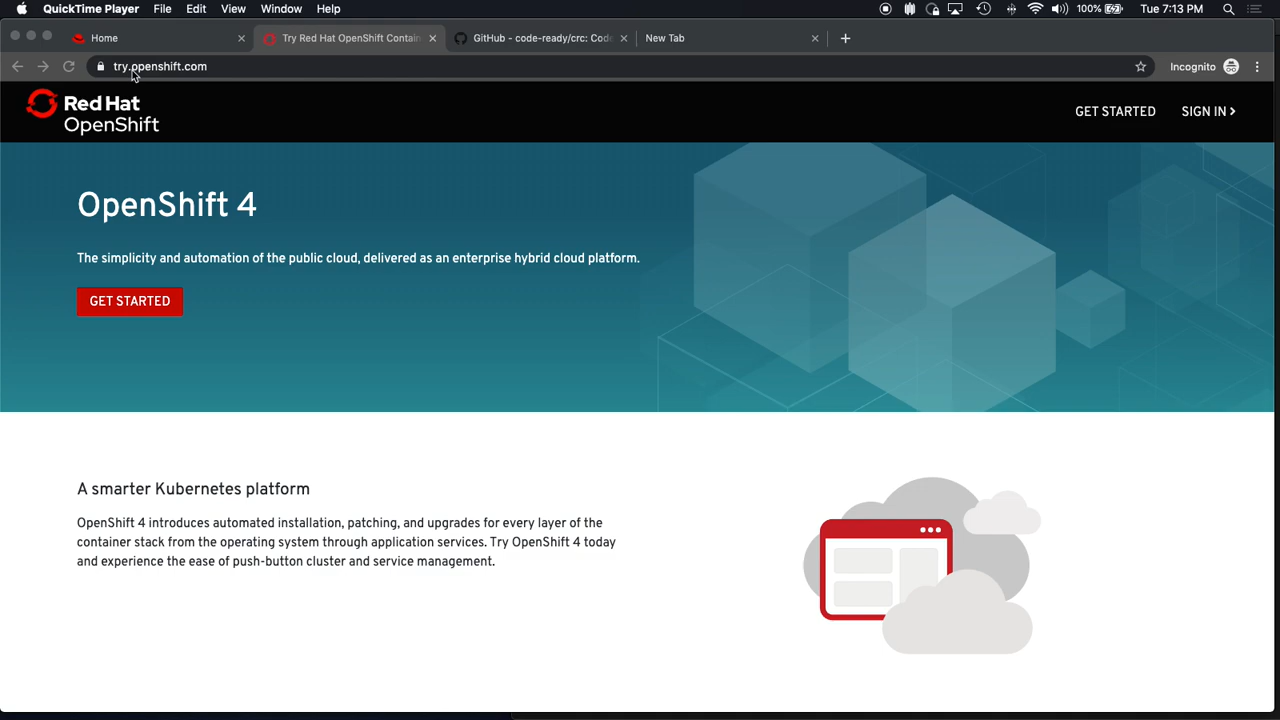 QuickTime Player File Edit View Window Help 100% Tue 7:13 PM
Home Try Red Hat OpenShift Contain GitHub - code-ready/crc: Code New Tab
try.openshift.com Incognito
Red Hat
OpenShift
GET STARTED SIGN IN
OpenShift 4
The simplicity and automation of the public cloud, delivered as an enterprise hybrid cloud platform.
GET STARTED
A smarter Kubernetes platform
OpenShift 4 introduces automated installation, patching, and upgrades for every layer of the
container stack from the operating system through application services. Try OpenShift 4 today
and experience the ease of push-button cluster and service management.